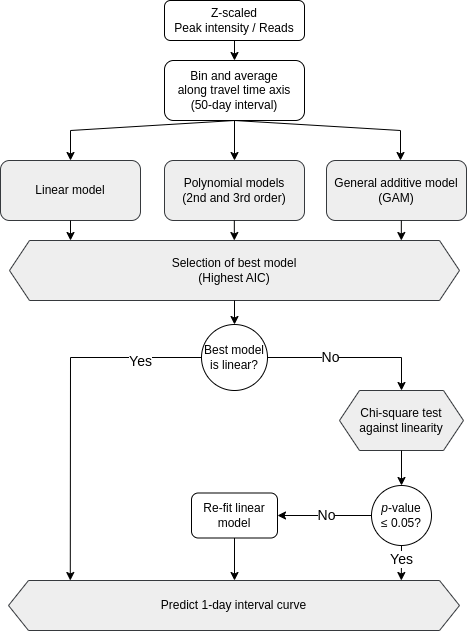 Z-scaled
Peak intensity / Reads
Bin and average
along travel time axis
(50-day interval)
Linear model
Polynomial models
(2nd and 3rd order)
General additive model
(GAM)
Selection of best model
(Highest AIC)
Best model
is linear?
Yes
No
Chi-square test
against linearity
p-value
≤ 0.05?
No
Re-fit linear
model
Yes
Predict 1-day interval curve